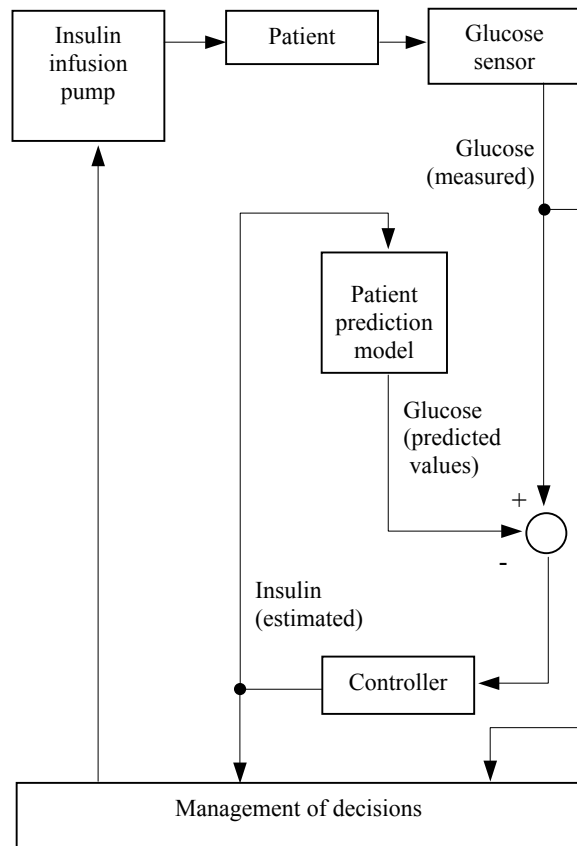 Insulin
infusion
pump
Patient
Glucose
sensor
Glucose
(measured)
Patient
prediction
model
Glucose
(predicted
values)
+
-
Insulin
(estimated)
Controller
Management of decisions